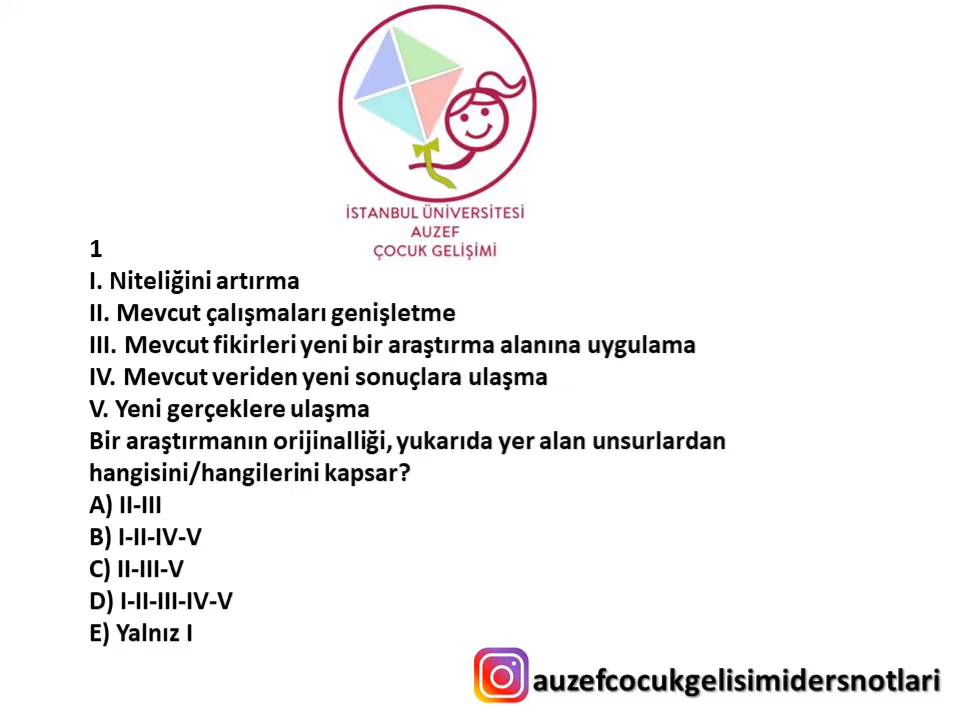 İSTANBUL ÜNİVERSİTESİ
AUZEF
ÇOCUK GELİŞİMİ
1
I. Niteliğini artırma
II. Mevcut çalışmaları genişletme
III. Mevcut fikirleri yeni bir araştırma alanına uygulama
IV. Mevcut veriden yeni sonuçlara ulaşma
V. Yeni gerçeklere ulaşma
Bir araştırmanın orijinalliği, yukarıda yer alan unsurlardan
hangisini/hangilerini kapsar?
A) II-III
B) I-II-IV-V
C) II-III-V
D) I-II-III-IV-V
E) Yalnız I
auzefcocukgelisimidersnotlari